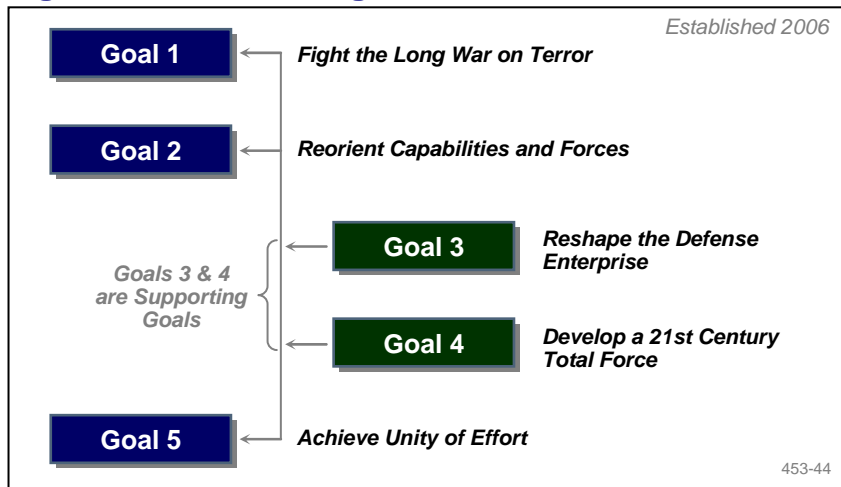 Established 2006
Goal 1
Fight the Long War on Terror
Goal 2
Reorient Capabilities and Forces
Goal 3
Reshape the Defense
Enterprise
Goals 3 & 4
are Supporting
Goals
Goal 4
Develop a 21st Century
Total Force
Goal 5
Achieve Unity of Effort
453-44